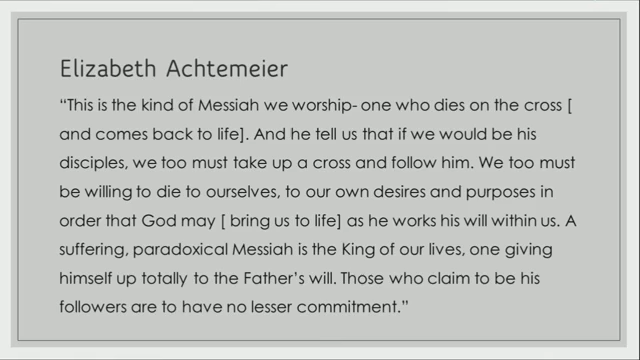 Elizabeth Achtemeier
“This is the kind of Messiah we worship- one who dies on the cross [
and comes back to life]. And he tell us that if we would be his
disciples, we too must take up a cross and follow him. We too must
be willing to die to ourselves, to our own desires and purposes in
order that God may [ bring us to life] as he works his will within us. A
suffering, paradoxical Messiah is the King of our lives, one giving
himself up totally to the Father’s will. Those who claim to be his
followers are to have no lesser commitment.”